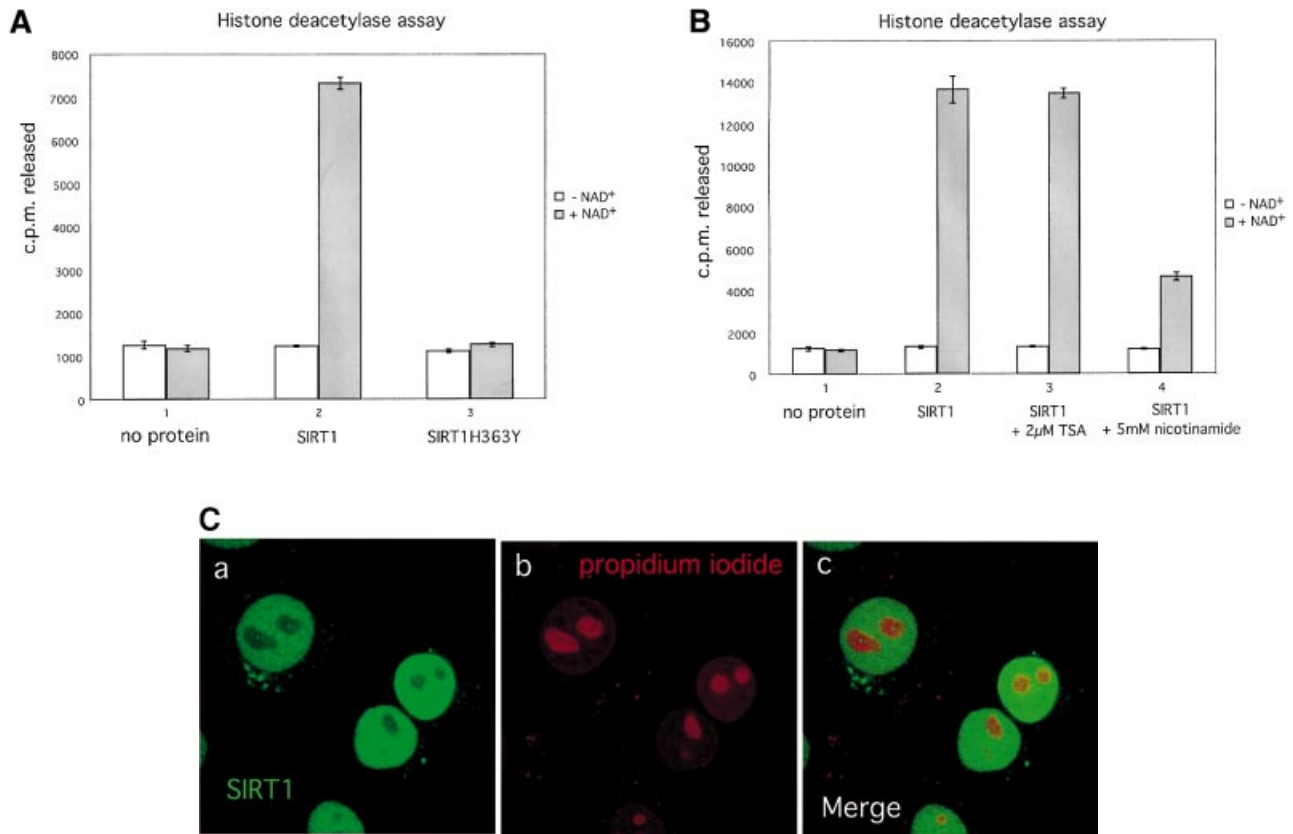 A
Histone deacetylase assay
8000
7000
6000
5000
4000
3000
2000
1000
0
c.p.m. released
- NAD+
+ NAD+
1
2
3
no protein
SIRT1
SIRT1H363Y
B
Histone deacetylase assay
16000
14000
12000
10000
8000
6000
4000
2000
0
c.p.m. released
- NAD+
+ NAD+
1
2
3
4
no protein
SIRT1
SIRT1
+ 2μM TSA
SIRT1
+ 5mM nicotinamide
C
a
SIRT1
b
propidium iodide
c
Merge